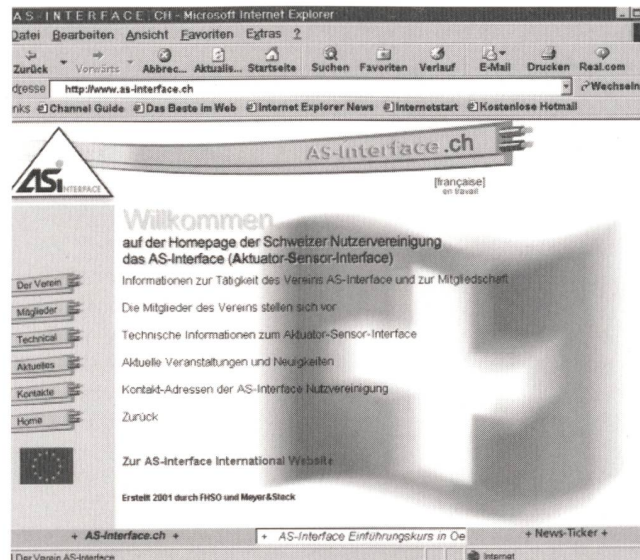 AS-INTERFACE.CH - Microsoft Internet Explorer
Datei Bearbeiten Ansicht Favoriten Extras ?
Zurück Vorwärts Abbrec... Aktualis... Startseite Suchen Favoriten Verlauf E-Mail Drucken Real.com
dresse http://www.as-interface.ch Wechseln
nks Channel Guide Das Beste im Web Internet Explorer News Internetstart Kostenlose Hotmail
AS-Interface.ch
ASi INTERFACE
[française]
en travail
Willkommen
auf der Homepage der Schweizer Nutzervereinigung
das AS-Interface (Aktuator-Sensor-Interface)
Der Verein
Informationen zur Tätigkeit des Vereins AS-Interface und zur Mitgliedschaft
Mitglieder
Die Mitglieder des Vereins stellen sich vor
Technical
Technische Informationen zum Aktuator-Sensor-Interface
Aktuelles
Aktuelle Veranstaltungen und Neuigkeiten
Kontakte
Kontakt-Adressen der AS-Interface Nutzervereinigung
Home
Zurück
Zur AS-Interface International Website
Erstellt 2001 durch FHSO und Meyer&Steck
+ AS-Interface.ch +
+ AS-Interface Einführungskurs in Oe
+ News-Ticker +
Der Verein AS-Interface
Internet